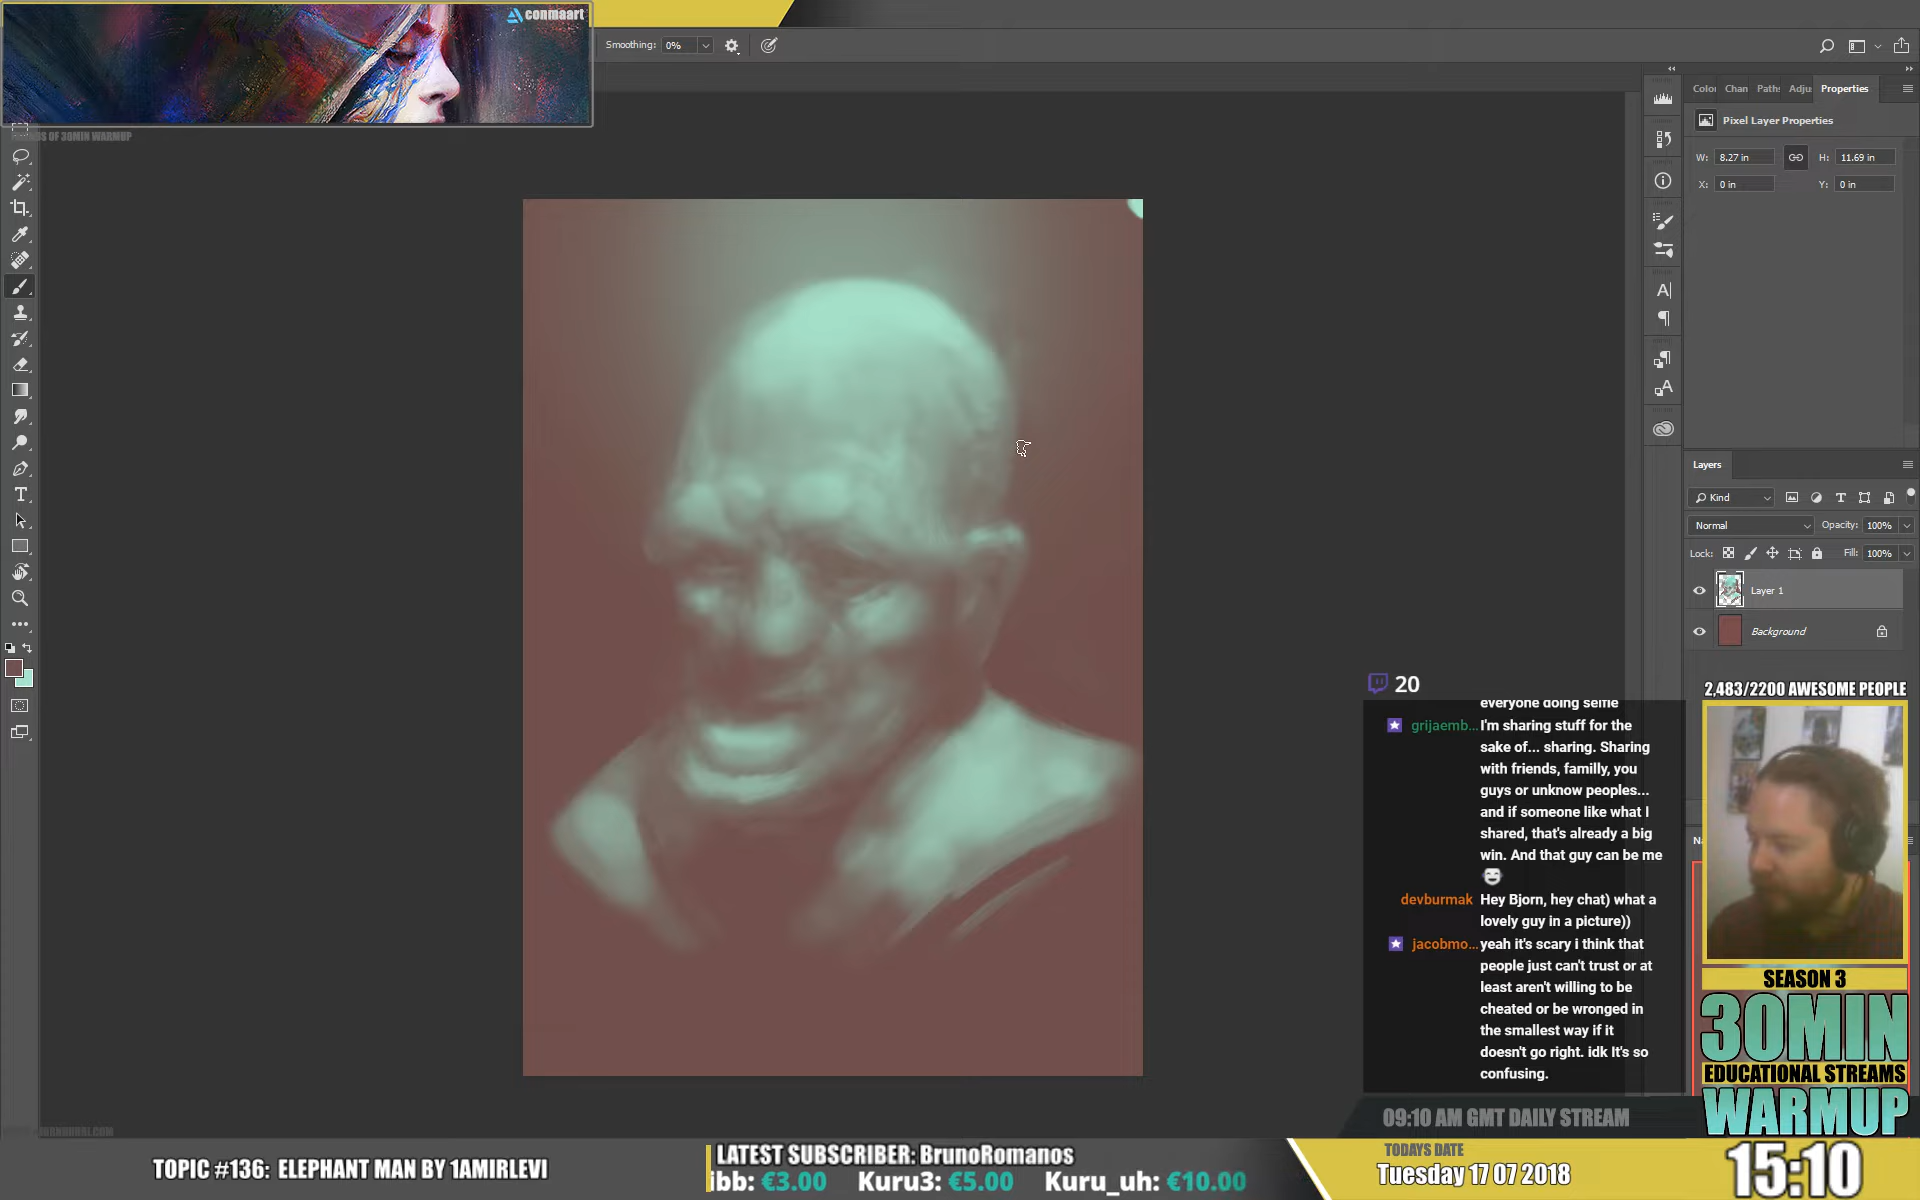 conmaart
Smoothing: 0%
S OF 30MIN WARMUP
Color Chan Paths Adju Properties
Pixel Layer Properties
W: 8.27 in H: 11.69 in
X: 0 in Y: 0 in
Layers
Kind
Normal Opacity: 100%
Lock: Fill: 100%
Layer 1
Background
2,483/2200 AWESOME PEOPLE
20
everyone doing selfie
grijaemb... I'm sharing stuff for the
sake of... sharing. Sharing
with friends, familly, you
guys or unknow peoples...
and if someone like what I
shared, that's already a big
win. And that guy can be me
devburmak Hey Bjorn, hey chat) what a
lovely guy in a picture))
jacobmo... yeah it's scary i think that
people just can't trust or at
least aren't willing to be
cheated or be wronged in
the smallest way if it
doesn't go right. idk It's so
confusing.
SEASON 3
30MIN
EDUCATIONAL STREAMS
WARMUP
09:10 AM GMT DAILY STREAM
TOPIC #136: ELEPHANT MAN BY 1AMIRLEVI
LATEST SUBSCRIBER: BrunoRomanos
ibb: €3.00 Kuru3: €5.00 Kuru_uh: €10.00
TODAYS DATE
Tuesday 17 07 2018
15:10